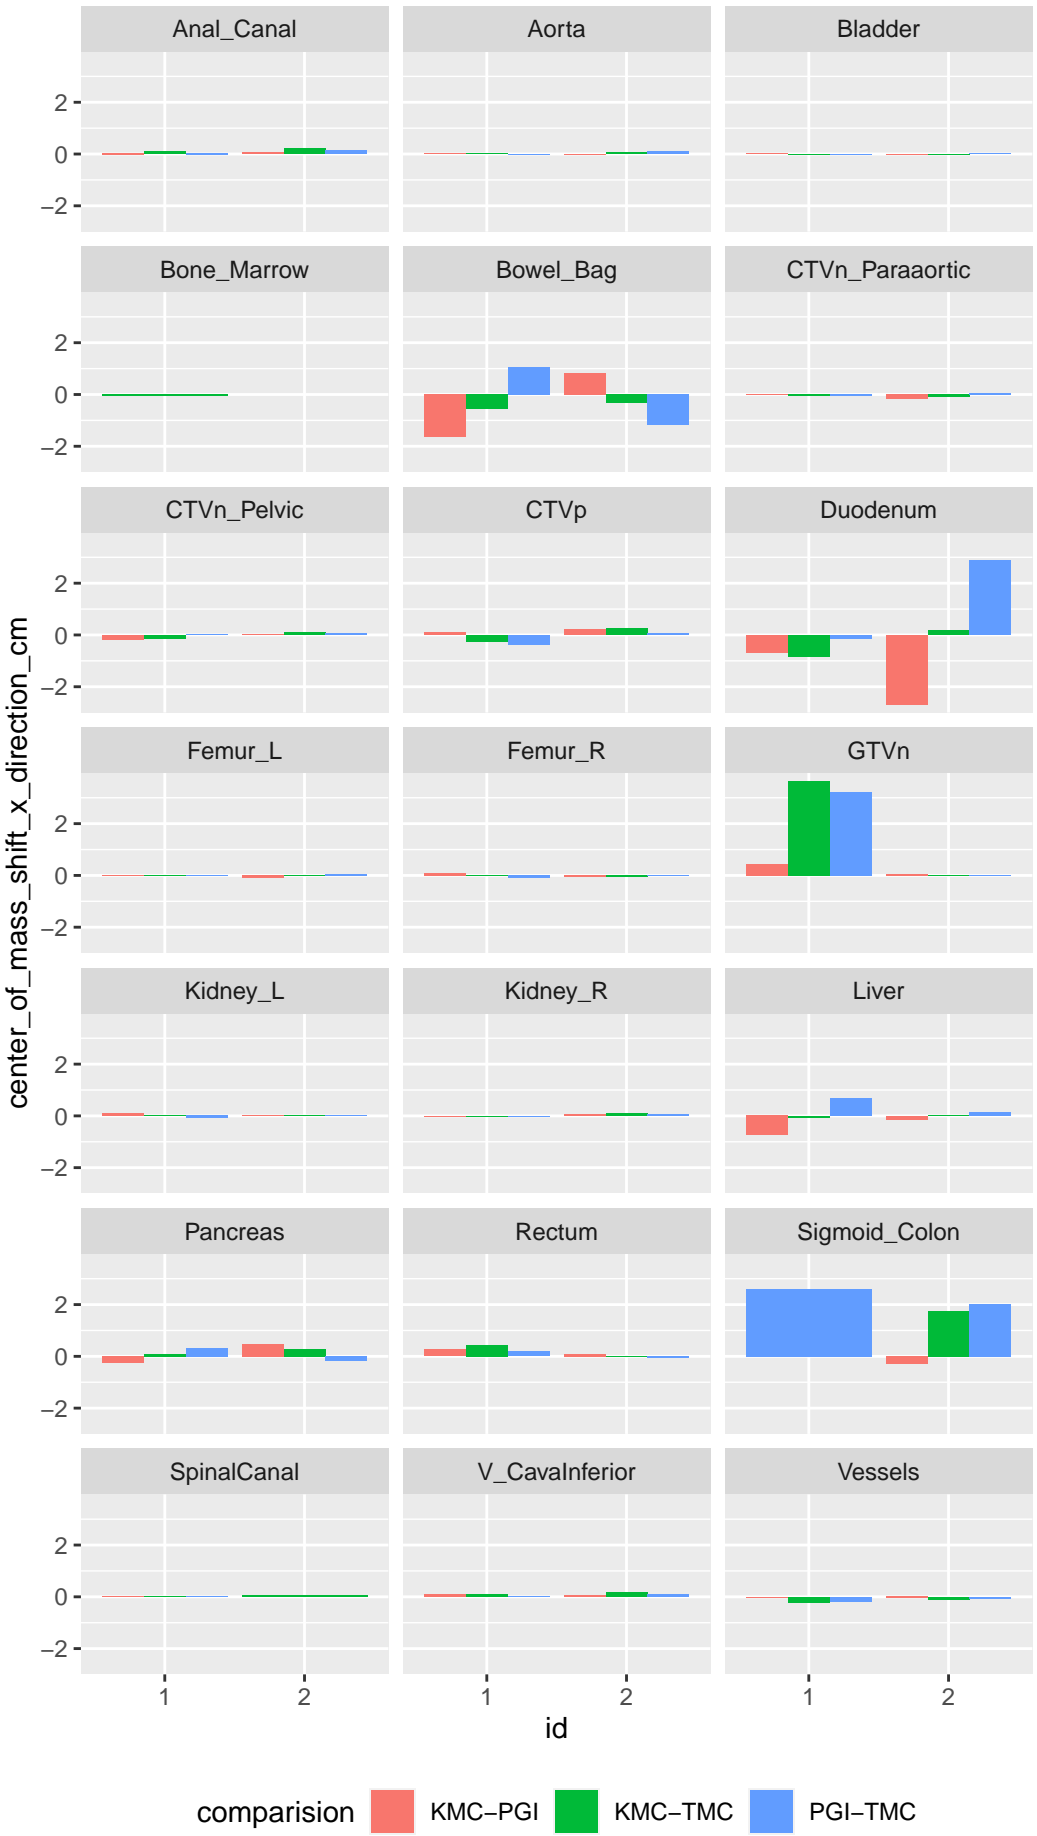 Anal_Canal Aorta Bladder
2
0
−2
Bone_Marrow Bowel_Bag CTVn_Paraaortic
2
0
−2
CTVn_Pelvic CTVp Duodenum
2
0
−2
Femur_L Femur_R GTVn
2
0
−2
Kidney_L Kidney_R Liver
2
0
−2
Pancreas Rectum Sigmoid_Colon
2
0
−2
SpinalCanal V_CavaInferior Vessels
2
0
−2
1 2 1 2 1 2
id
center_of_mass_shift_x_direction_cm
comparision KMC−PGI KMC−TMC PGI−TMC